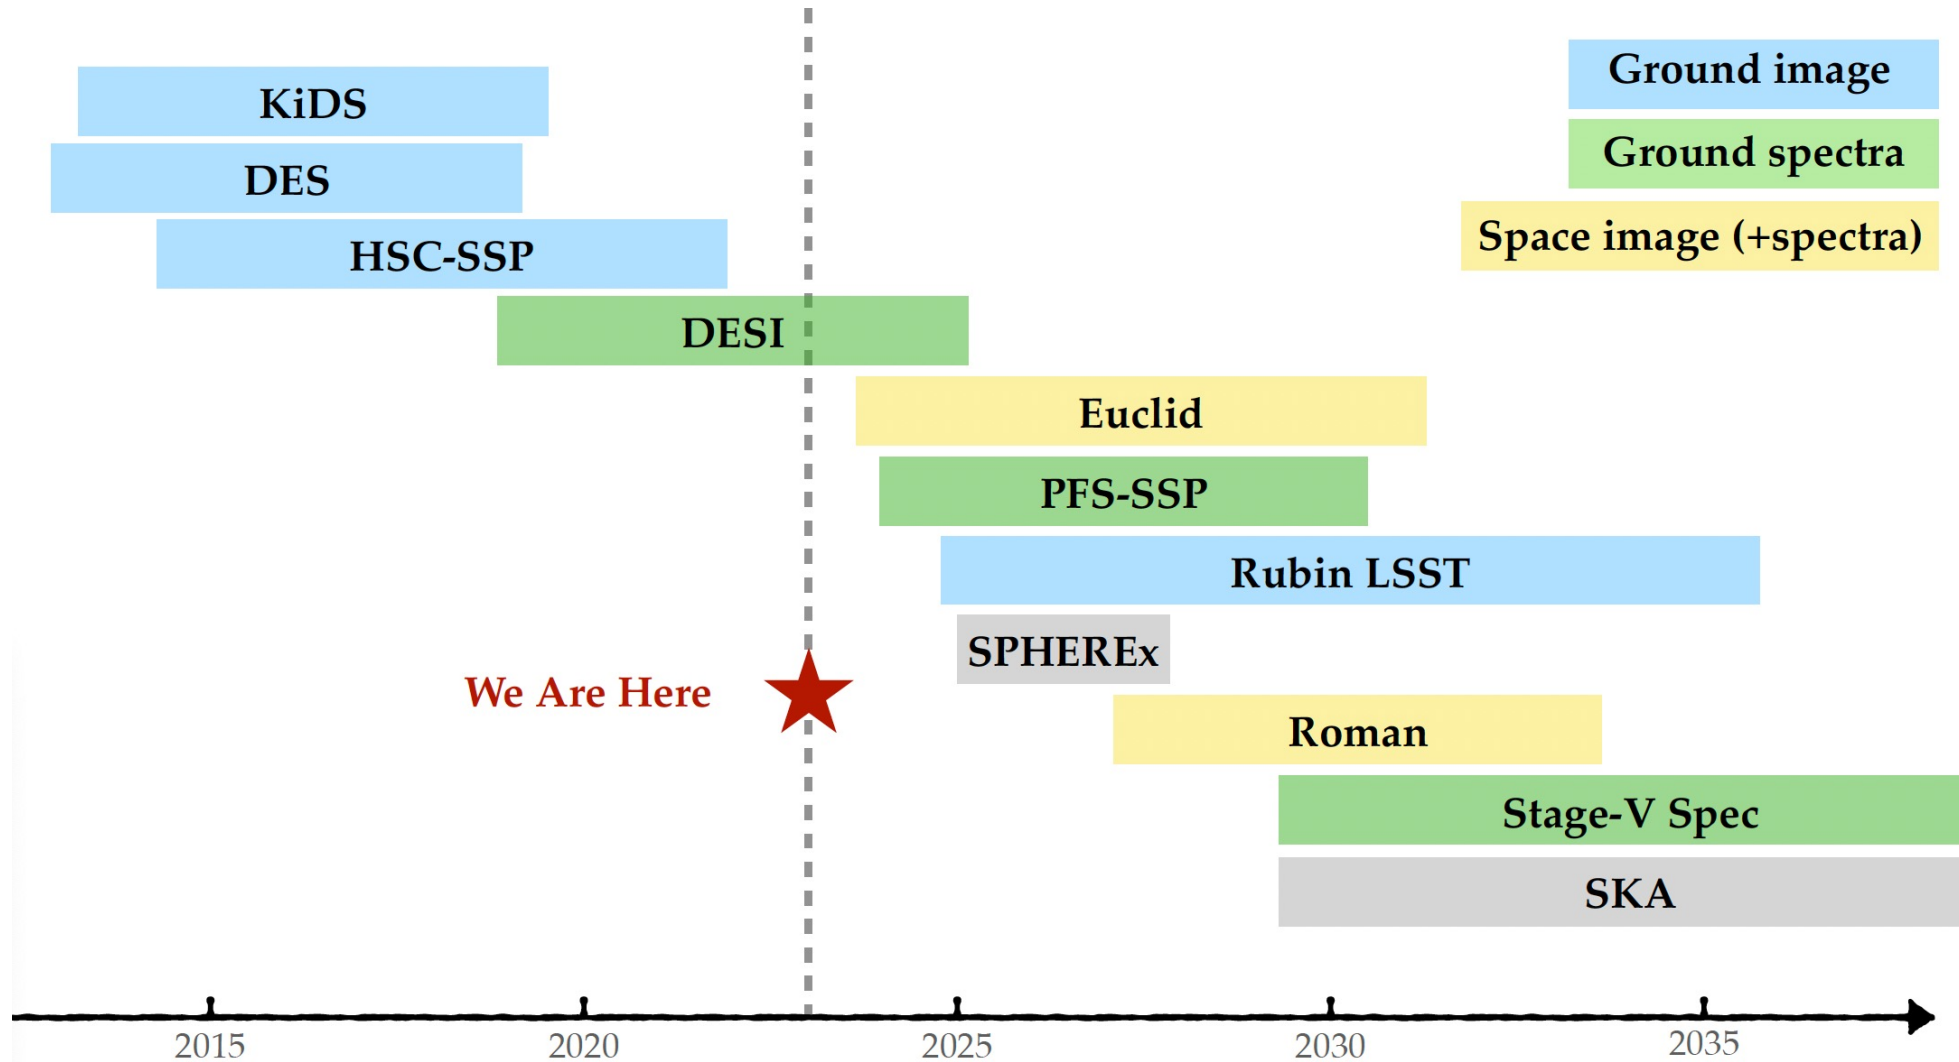 KiDS
Ground image
DES
Ground spectra
HSC-SSP
Space image (+spectra)
DESI
Euclid
PFS-SSP
Rubin LSST
SPHEREx
We Are Here
Roman
Stage-V Spec
SKA
2015
2020
2025
2030
2035